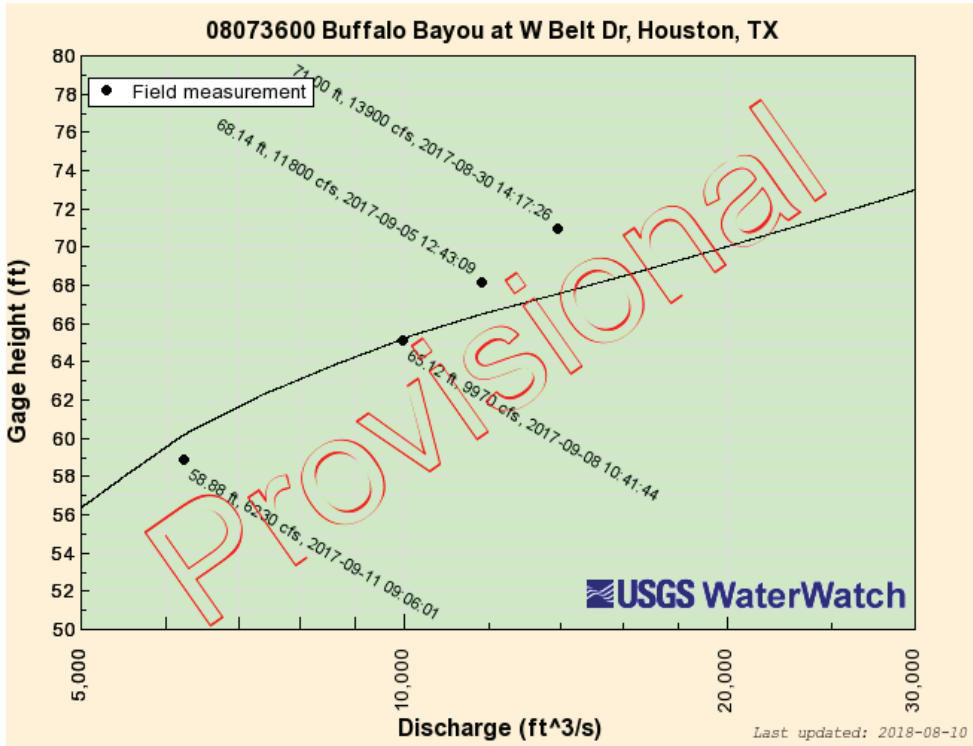 08073600 Buffalo Bayou at W Belt Dr, Houston, TX
Field measurement
71.00 ft, 13900 cfs, 2017-08-30 14:17:26
68.14 ft, 11800 cfs, 2017-09-05 12:43:09
65.12 ft, 9970 cfs, 2017-09-08 10:41:44
58.88 ft, 6230 cfs, 2017-09-11 09:06:01
Provisional
USGS WaterWatch
Gage height (ft)
80
78
76
74
72
70
68
66
64
62
60
58
56
54
52
50
5,000
10,000
20,000
30,000
Discharge (ft^3/s)
Last updated: 2018-08-10